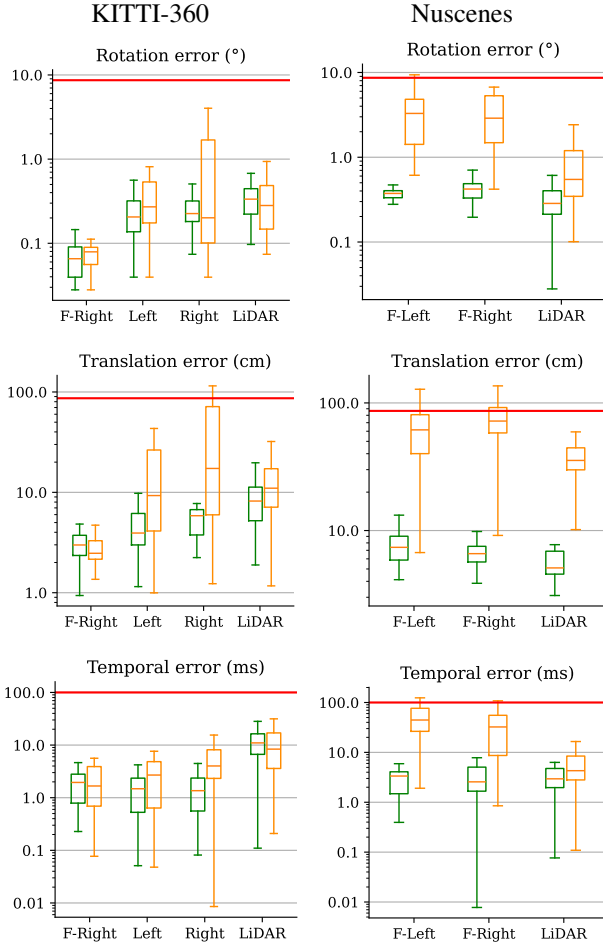 KITTI-360
Rotation error (°)
10.0
1.0
0.1
F-Right Left Right LiDAR
Translation error (cm)
100.0
10.0
1.0
F-Right Left Right LiDAR
Temporal error (ms)
100.0
10.0
1.0
0.1
0.01
F-Right Left Right LiDAR
Nuscenes
Rotation error (°)
10.0
1.0
0.1
F-Left F-Right LiDAR
Translation error (cm)
100.0
10.0
F-Left F-Right LiDAR
Temporal error (ms)
100.0
10.0
1.0
0.1
0.01
F-Left F-Right LiDAR